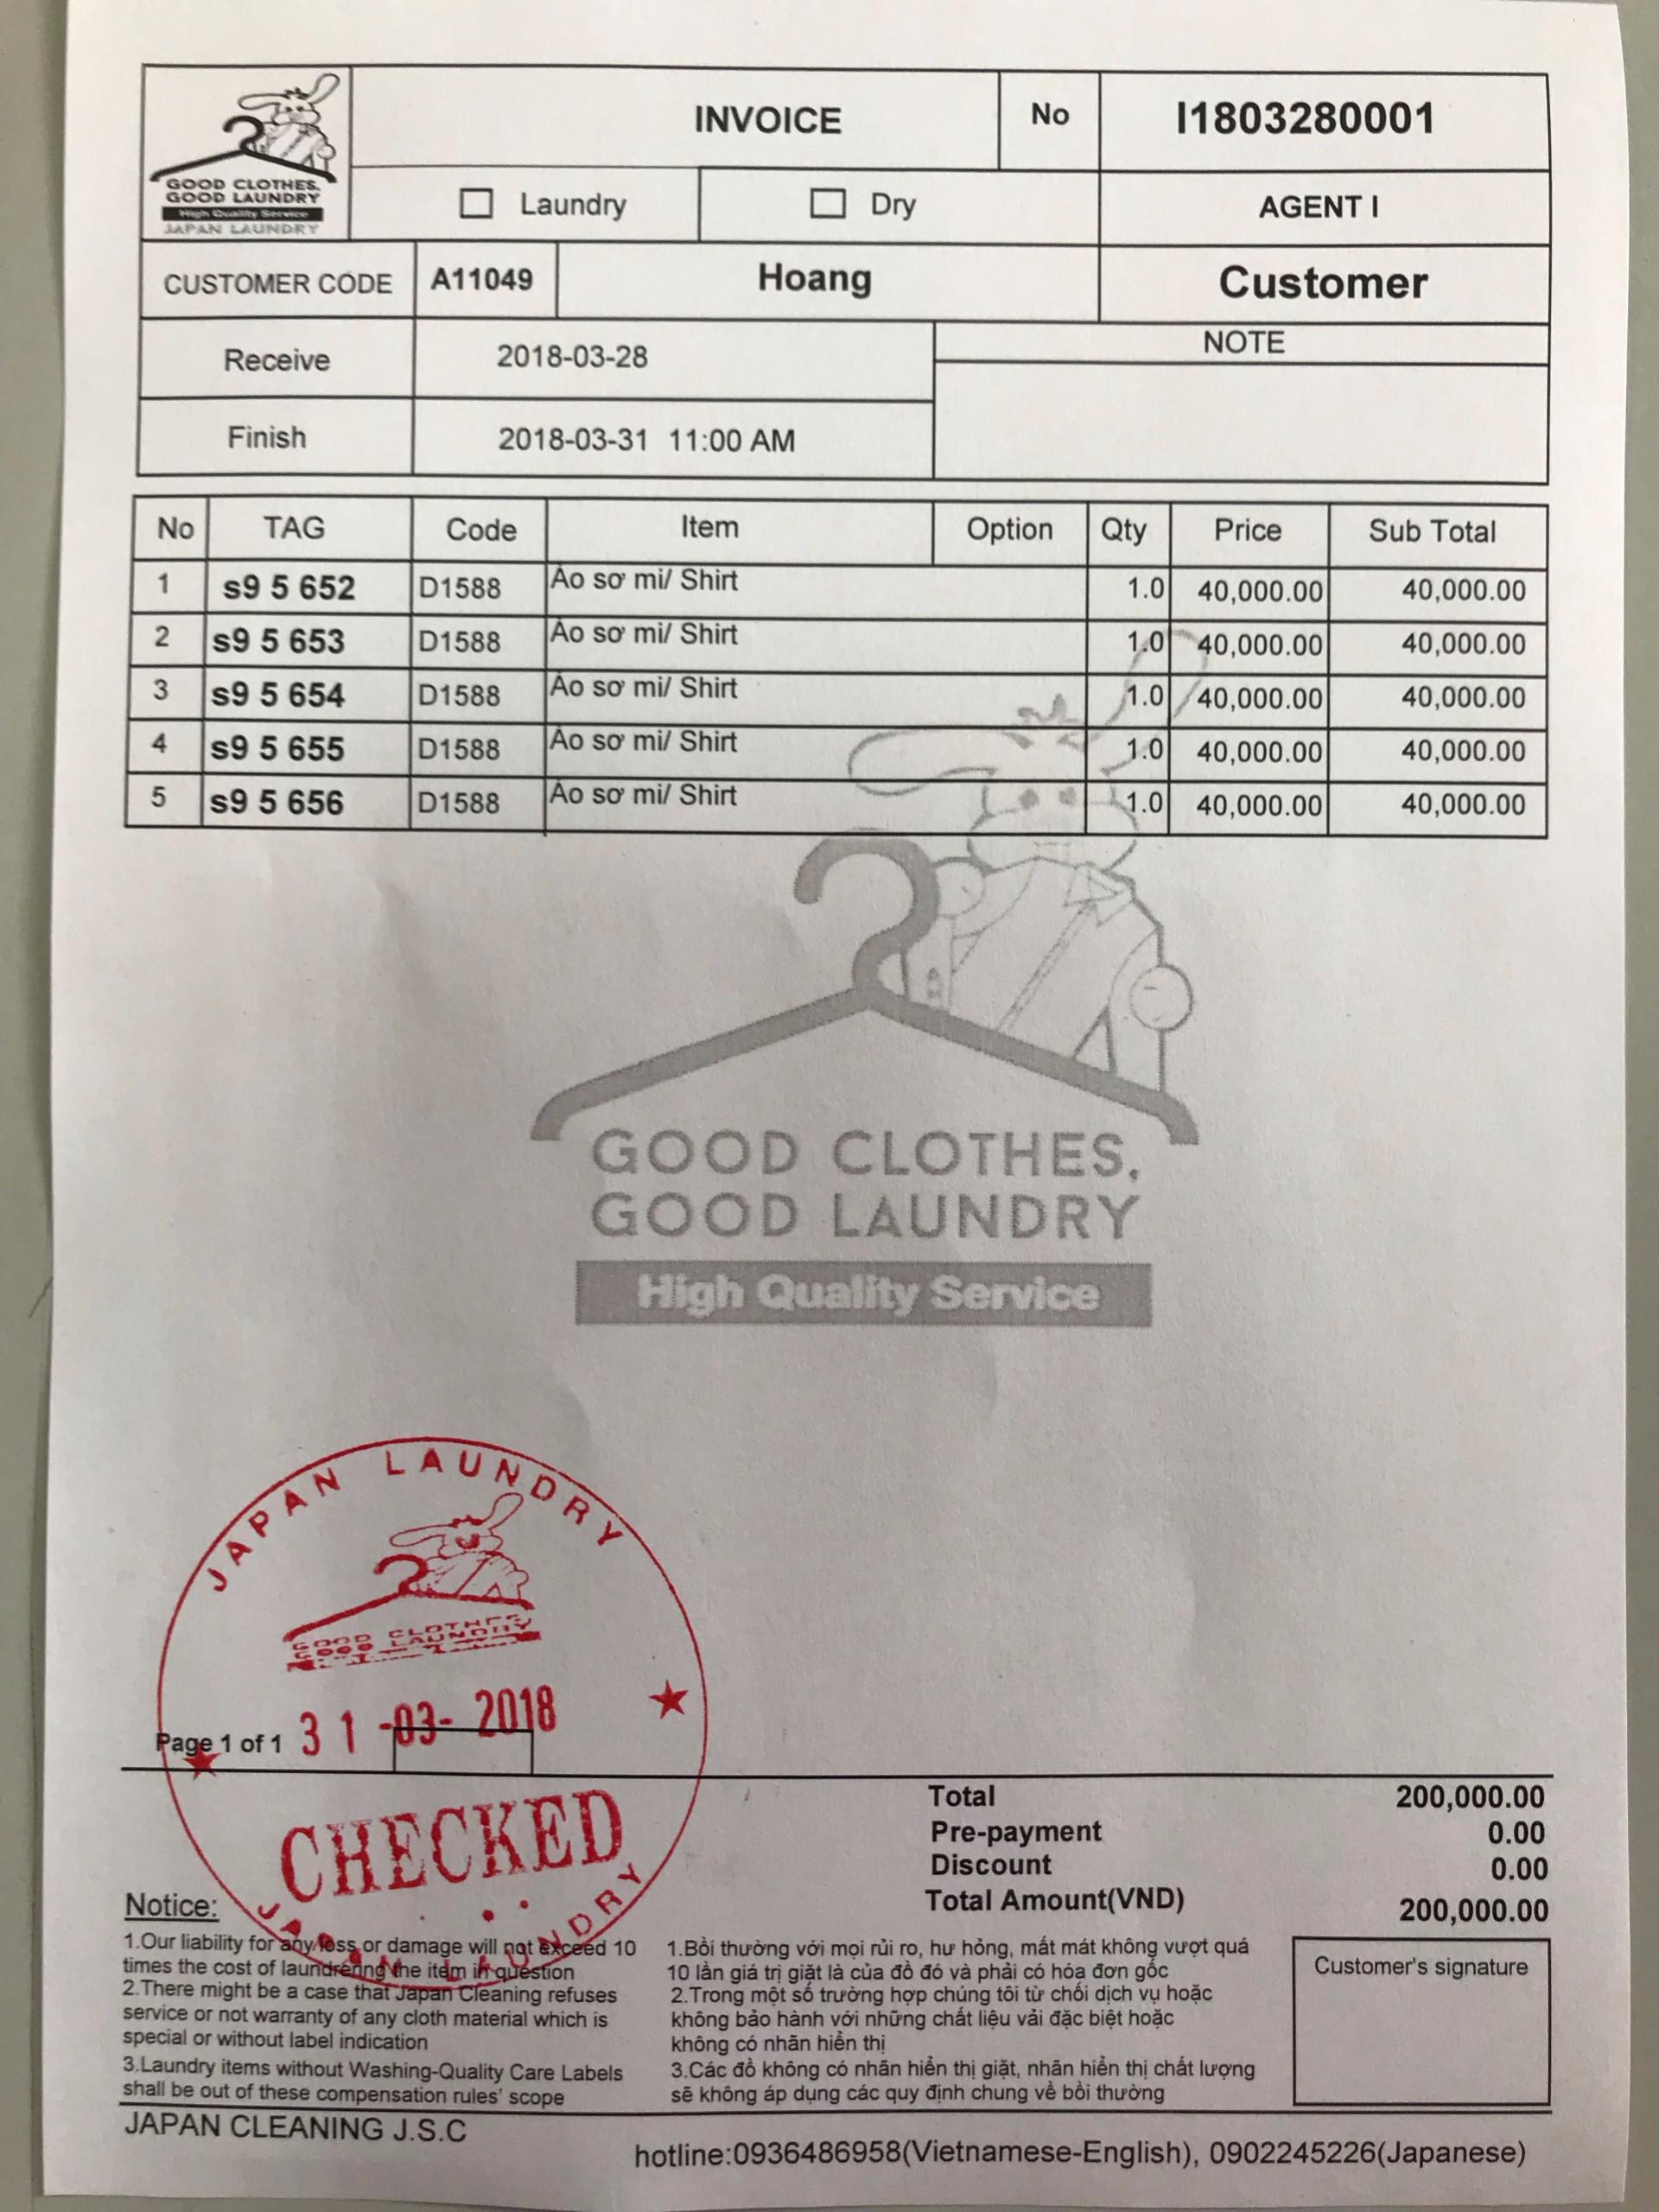 GOOD CLOTHES,
GOOD LAUNDRY
High Quality Service
JAPAN LAUNDRY
INVOICE No I1803280001
Laundry Dry AGENT I
CUSTOMER CODE A11049 Hoang Customer
Receive 2018-03-28 NOTE
Finish 2018-03-31 11:00 AM
No TAG Code Item Option Qty Price Sub Total
1 s9 5 652 D1588 Áo sơ mi/ Shirt 1.0 40,000.00 40,000.00
2 s9 5 653 D1588 Áo sơ mi/ Shirt 1.0 40,000.00 40,000.00
3 s9 5 654 D1588 Áo sơ mi/ Shirt 1.0 40,000.00 40,000.00
4 s9 5 655 D1588 Áo sơ mi/ Shirt 1.0 40,000.00 40,000.00
5 s9 5 656 D1588 Áo sơ mi/ Shirt 1.0 40,000.00 40,000.00
GOOD CLOTHES,
GOOD LAUNDRY
High Quality Service
JAPAN LAUNDRY
GOOD CLOTHES
GOOD LAUNDRY
31 -03- 2018
Page 1 of 1
CHECKED
JAPAN LAUNDRY
Total 200,000.00
Pre-payment 0.00
Discount 0.00
Total Amount(VND) 200,000.00
Notice:
1.Our liability for any loss or damage will not exceed 10
times the cost of laundrering the item in question
2.There might be a case that Japan Cleaning refuses
service or not warranty of any cloth material which is
special or without label indication
3.Laundry items without Washing-Quality Care Labels
shall be out of these compensation rules' scope
1.Bồi thường với mọi rủi ro, hư hỏng, mất mát không vượt quá
10 lần giá trị giặt là của đồ đó và phải có hóa đơn gốc
2.Trong một số trường hợp chúng tôi từ chối dịch vụ hoặc
không bảo hành với những chất liệu vải đặc biệt hoặc
không có nhãn hiển thị
3.Các đồ không có nhãn hiển thị giặt, nhãn hiển thị chất lượng
sẽ không áp dụng các quy định chung về bồi thường
Customer's signature
JAPAN CLEANING J.S.C
hotline:0936486958(Vietnamese-English), 0902245226(Japanese)